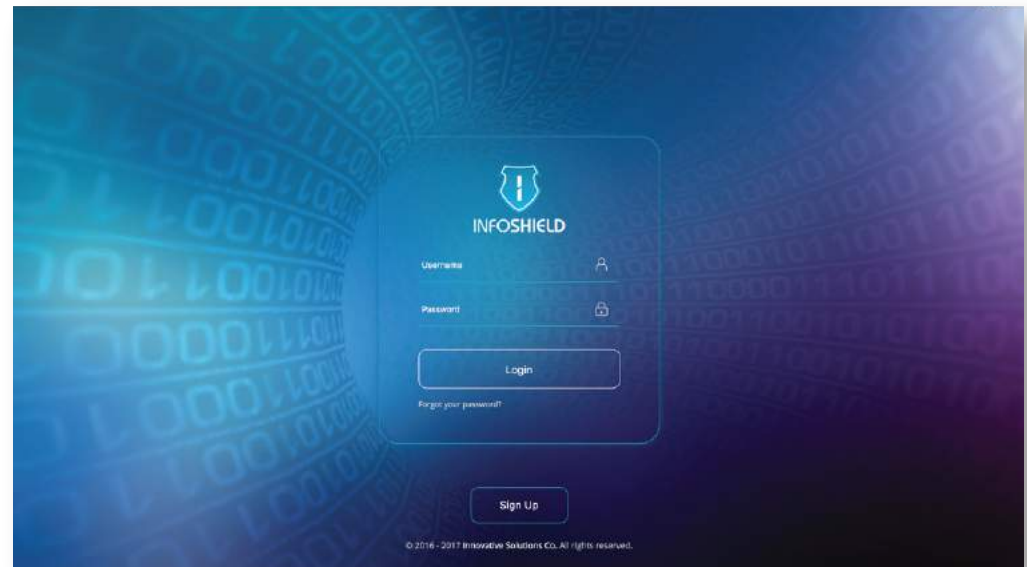 INFOSHIELD
Username
Password
Login
Forgot your password?
Sign Up
© 2016 - 2017 Innovative Solutions Co. All rights reserved.